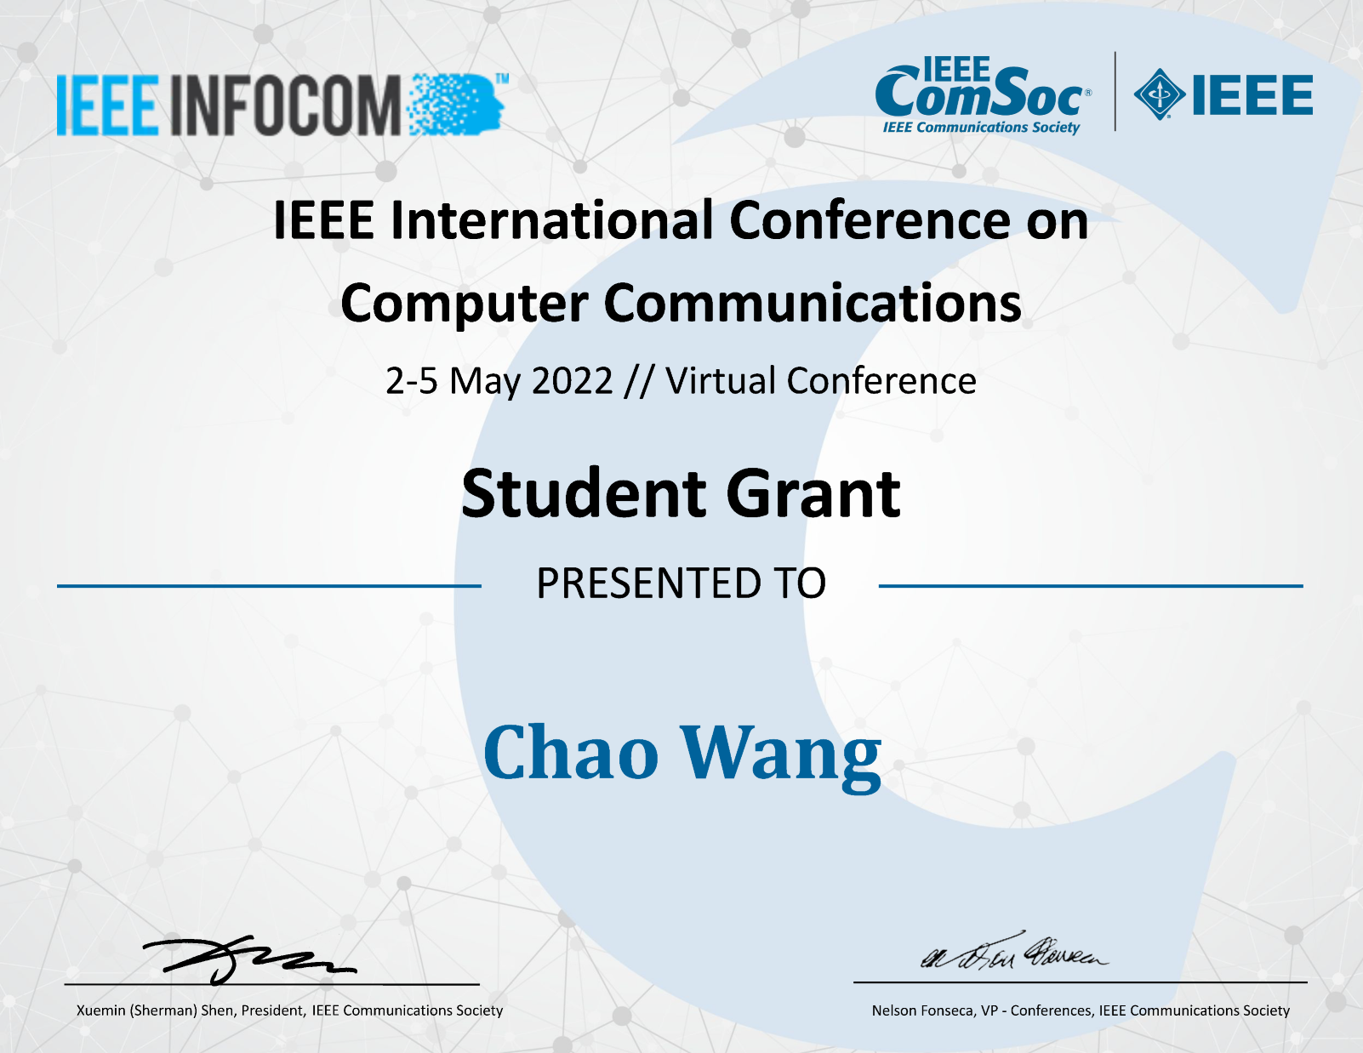 IEEE INFOCOM™
IEEE
ComSoc®
IEEE Communications Society
IEEE
IEEE International Conference on
Computer Communications
2-5 May 2022 // Virtual Conference
Student Grant
PRESENTED TO
Chao Wang
Xuemin (Sherman) Shen, President, IEEE Communications Society
Nelson Fonseca, VP - Conferences, IEEE Communications Society